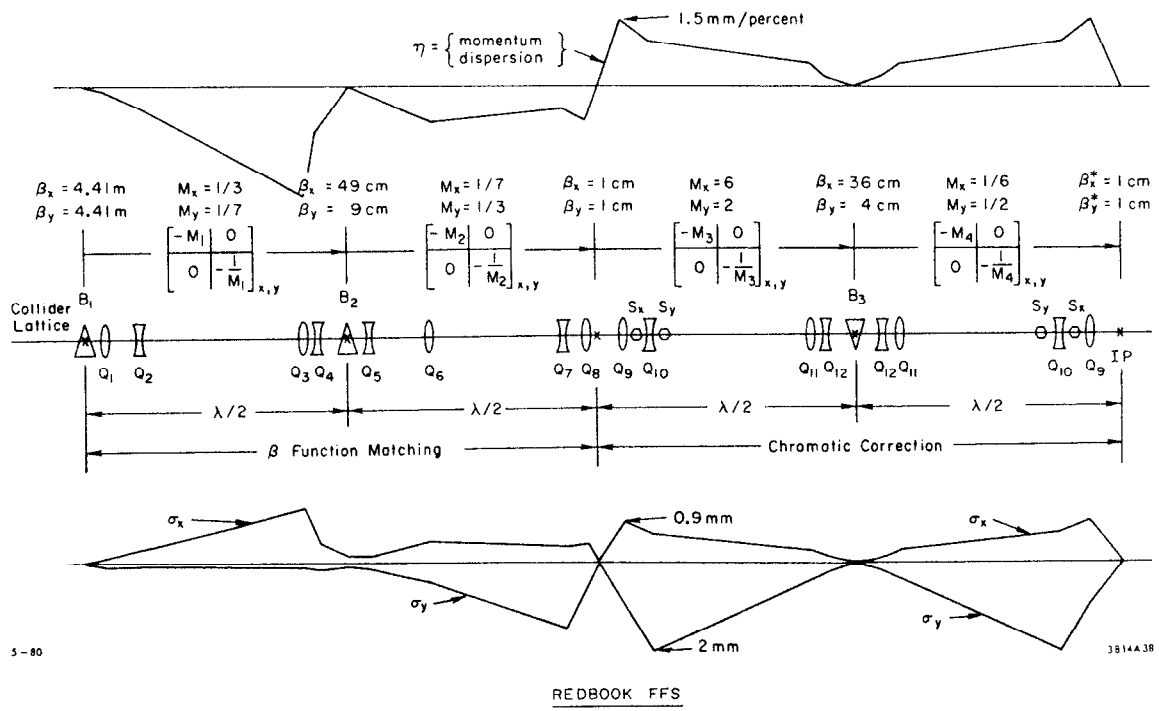 1.5 mm/percent
η = { momentum dispersion }
βx = 4.41 m
βy = 4.41 m
Mx = 1/3
My = 1/7
βx = 49 cm
βy = 9 cm
Mx = 1/7
My = 1/3
βx = 1 cm
βy = 1 cm
Mx = 6
My = 2
βx = 36 cm
βy = 4 cm
Mx = 1/6
My = 1/2
βx* = 1 cm
βy* = 1 cm
[-M1 0
0 -1/M1]x,y
[-M2 0
0 -1/M2]x,y
[-M3 0
0 -1/M3]x,y
[-M4 0
0 -1/M4]x,y
B1 B2 B3
Collider
Lattice
Sx Sy Sy Sx
Q1 Q2 Q3 Q4 Q5 Q6 Q7 Q8 Q9 Q10 Q11 Q12 Q12 Q11 Q10 Q9 IP
λ/2 λ/2 λ/2 λ/2
β Function Matching Chromatic Correction
σx 0.9 mm σx
σy σy
2 mm
5-80 3814A38
REDBOOK FFS